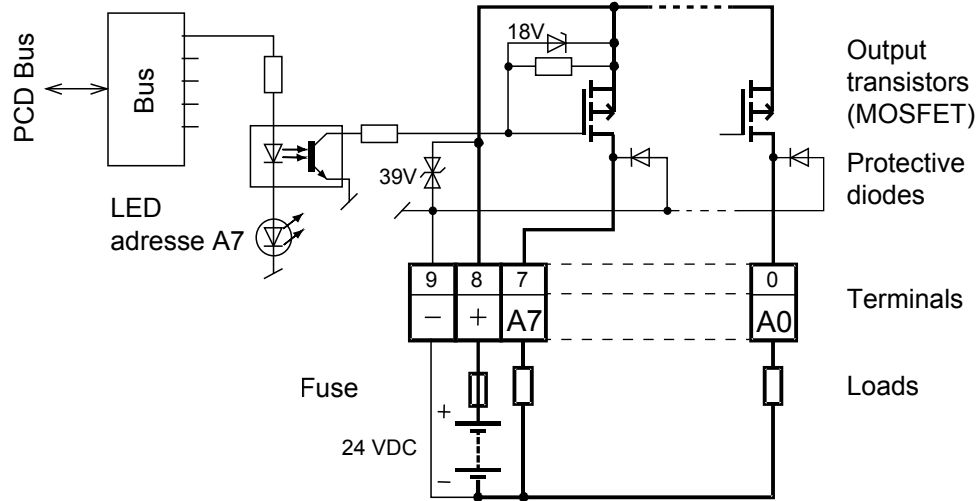 PCD Bus
Bus
18V
Output
transistors
(MOSFET)
39V
Protective
diodes
LED
adresse A7
9
8
7
0
−
+
A7
A0
Terminals
Fuse
Loads
+
24 VDC
−